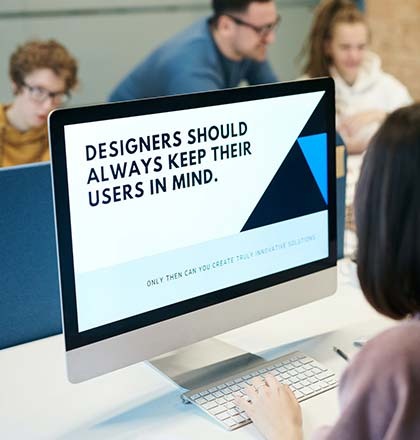 DESIGNERS SHOULD
ALWAYS KEEP THEIR
USERS IN MIND.
ONLY THEN CAN YOU CREATE TRULY INNOVATIVE SOLUTIONS.